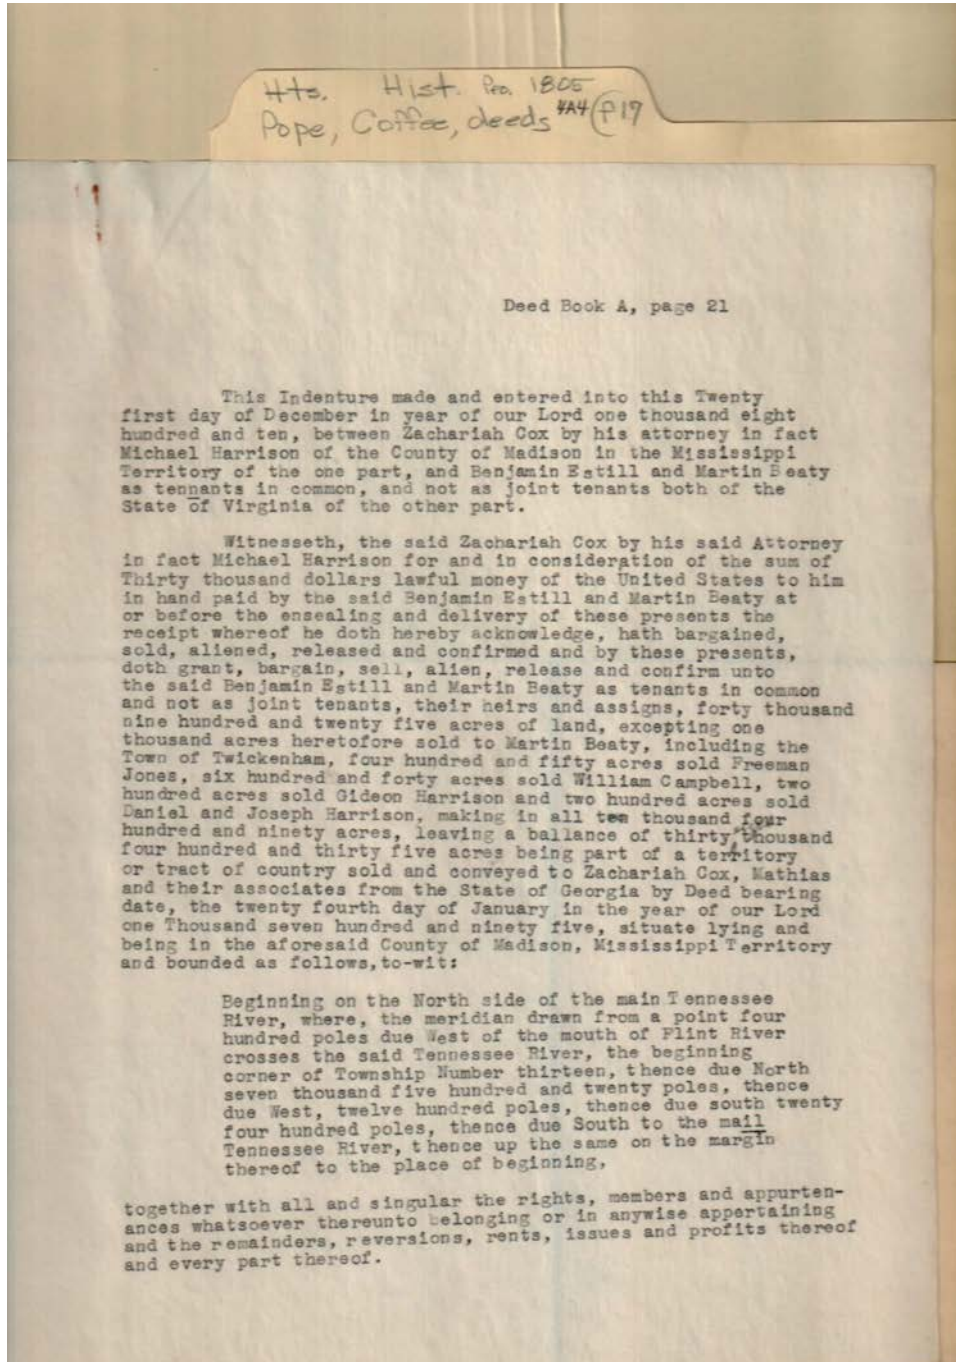 Hts. Hist. Pro. 1805
Pope, Coffee, deeds 4A4 P17
Deed Book A, page 21
This Indenture made and entered into this Twenty
first day of December in year of our Lord one thousand eight
hundred and ten, between Zachariah Cox by his attorney in fact
Michael Harrison of the County of Madison in the Mississippi
Territory of the one part, and Benjamin Estill and Martin Beaty
as tennants in common, and not as joint tenants both of the
State of Virginia of the other part.
Witnesseth, the said Zachariah Cox by his said Attorney
in fact Michael Harrison for and in consideration of the sum of
Thirty thousand dollars lawful money of the United States to him
in hand paid by the said Benjamin Estill and Martin Beaty at
or before the ensealing and delivery of these presents the
receipt whereof he doth hereby acknowledge, hath bargained,
sold, aliened, released and confirmed and by these presents,
doth grant, bargain, sell, alien, release and confirm unto
the said Benjamin Estill and Martin Beaty as tenants in common
and not as joint tenants, their heirs and assigns, forty thousand
nine hundred and twenty five acres of land, excepting one
thousand acres heretofore sold to Martin Beaty, including the
Town of Twickenham, four hundred and fifty acres sold Freeman
Jones, six hundred and forty acres sold William Campbell, two
hundred acres sold Gideon Harrison and two hundred acres sold
Daniel and Joseph Harrison, making in all ten thousand four
hundred and ninety acres, leaving a ballance of thirty thousand
four hundred and thirty five acres being part of a territory
or tract of country sold and conveyed to Zachariah Cox, Mathias
and their associates from the State of Georgia by Deed bearing
date, the twenty fourth day of January in the year of our Lord
one Thousand seven hundred and ninety five, situate lying and
being in the aforesaid County of Madison, Mississippi Territory
and bounded as follows, to-wit:
Beginning on the North side of the main Tennessee
River, where, the meridian drawn from a point four
hundred poles due West of the mouth of Flint River
crosses the said Tennessee River, the beginning
corner of Township Number thirteen, thence due North
seven thousand five hundred and twenty poles, thence
due West, twelve hundred poles, thence due south twenty
four hundred poles, thence due South to the mail
Tennessee River, thence up the same on the margin
thereof to the place of beginning,
together with all and singular the rights, members and appurten-
ances whatsoever thereunto belonging or in anywise appertaining
and the remainders, reversions, rents, issues and profits thereof
and every part thereof.